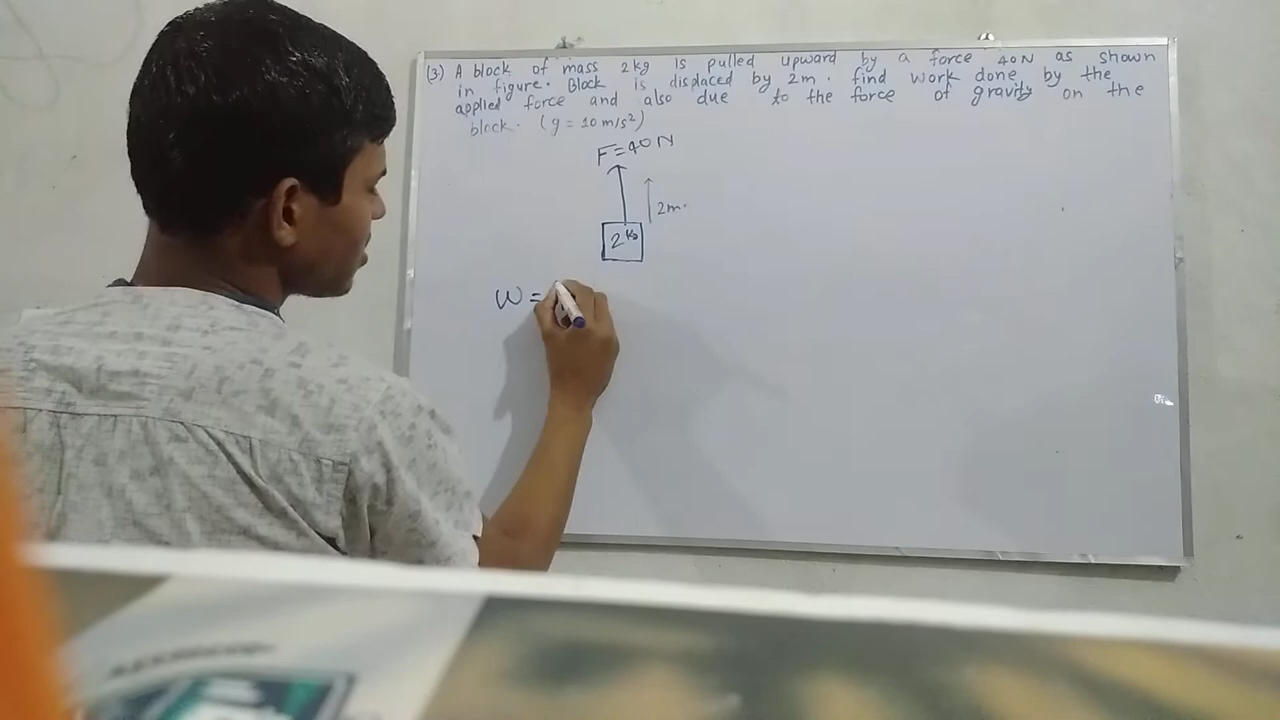 (3) A block of mass 2kg is pulled upward by a force 40N as shown
in figure. Block is displaced by 2m. find work done by the
applied force and also due to the force of gravity on the
block. (g = 10 m/s²)
F=40N
2m.
2 kg
W =